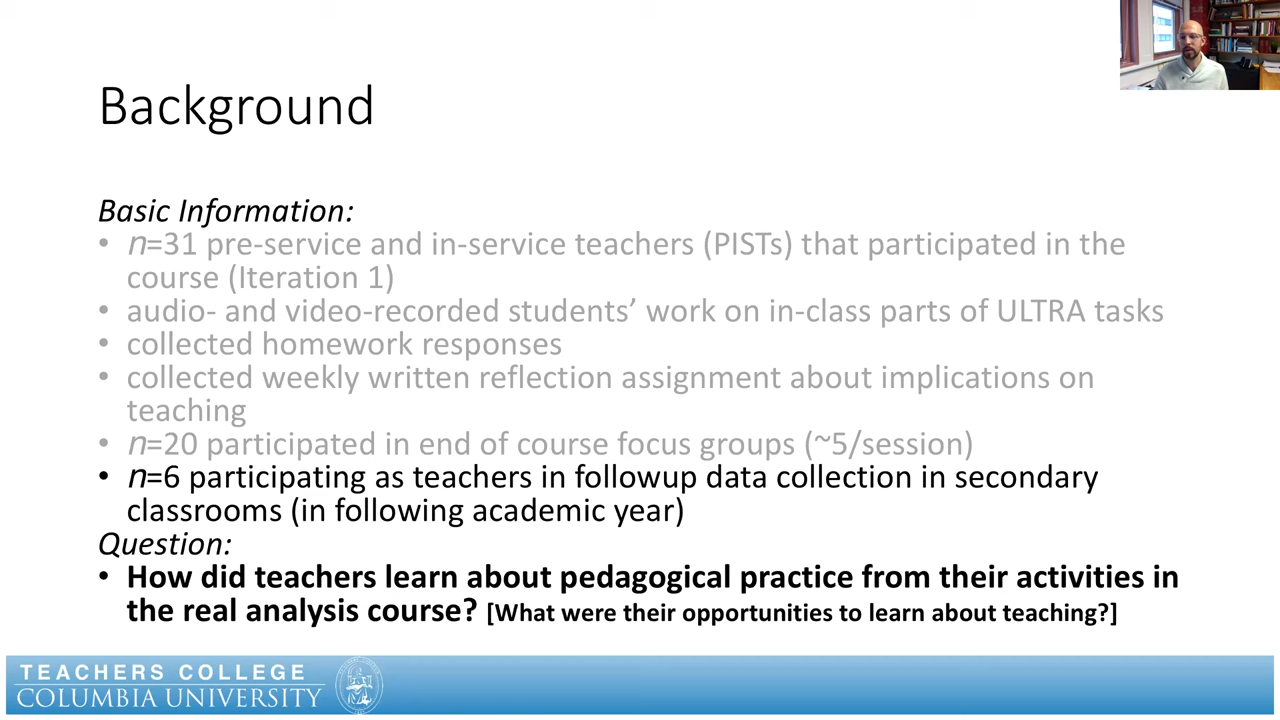 Background
Basic Information:
• n=31 pre-service and in-service teachers (PISTs) that participated in the
course (Iteration 1)
• audio- and video-recorded students' work on in-class parts of ULTRA tasks
• collected homework responses
• collected weekly written reflection assignment about implications on
teaching
• n=20 participated in end of course focus groups (~5/session)
• n=6 participating as teachers in followup data collection in secondary
classrooms (in following academic year)
Question:
• How did teachers learn about pedagogical practice from their activities in
the real analysis course? [What were their opportunities to learn about teaching?]
TEACHERS COLLEGE
COLUMBIA UNIVERSITY